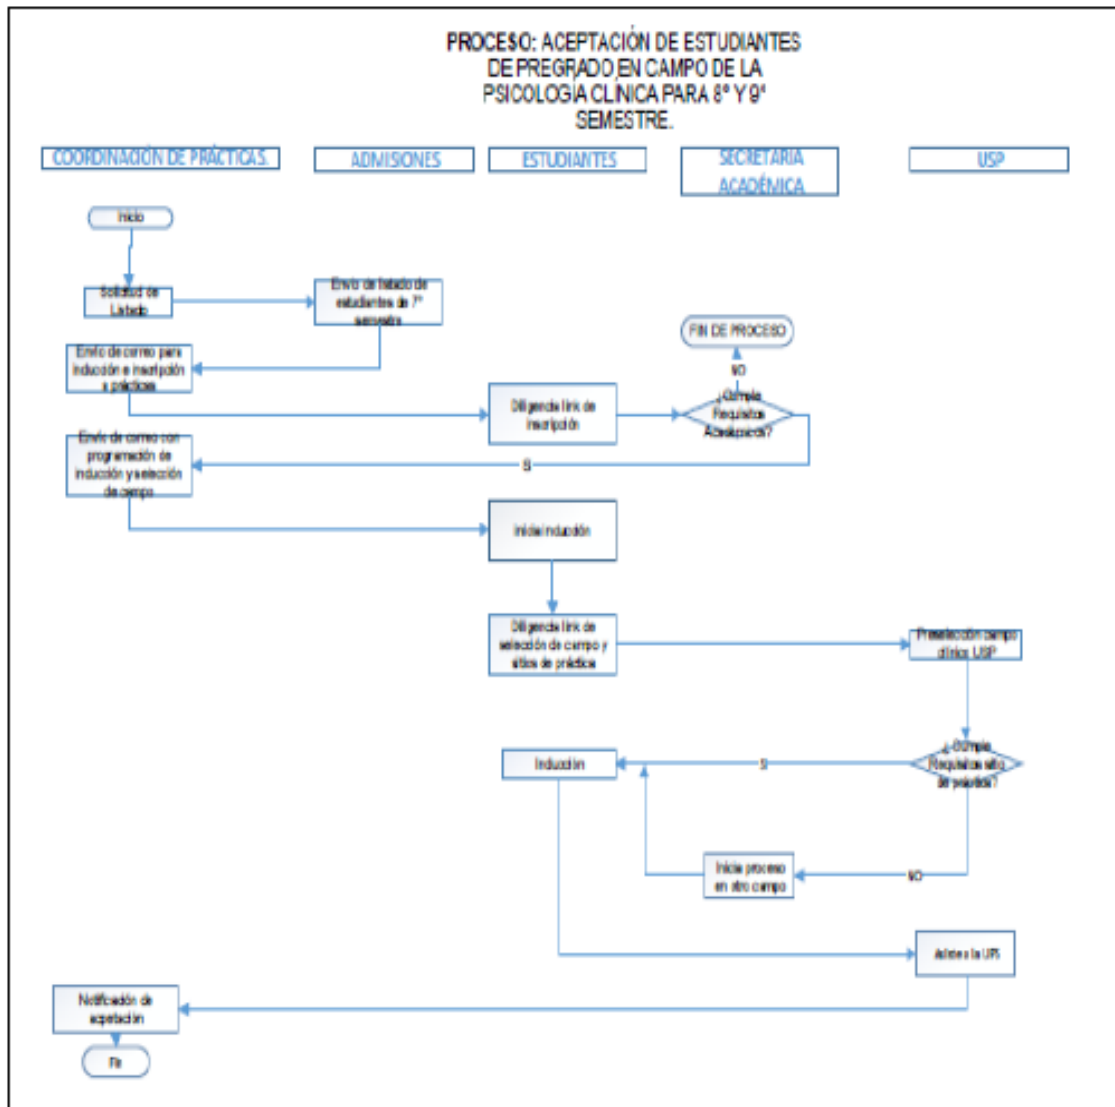 PROCESO: ACEPTACIÓN DE ESTUDIANTES
DE PREGRADO EN CAMPO DE LA
PSICOLOGÍA CLÍNICA PARA 8° Y 9°
SEMESTRE.
COORDINACIÓN DE PRÁCTICAS.
ADMISIONES
ESTUDIANTES
SECRETARIA
ACADÉMICA
USP
Inicio
Solicitud de
Listado
Envío de listado de
estudiantes de 7°
semestre
FIN DE PROCESO
NO
Envío de correo para
inducción e inscripción
a prácticas
Diligencia link de
inscripción
¿Cumple
Requisitos
Académicos?
Envío de correo con
programación de
inducción y selección
de campo
SI
Inicia inducción
Diligencia link de
selección de campo y
sitios de práctica
Preselección campo
clínico USP
Inducción
SI
¿Cumple
Requisitos sitio
de práctica?
Inicia proceso
en otro campo
NO
Asiste a la UPS
Notificación de
aceptación
Fin